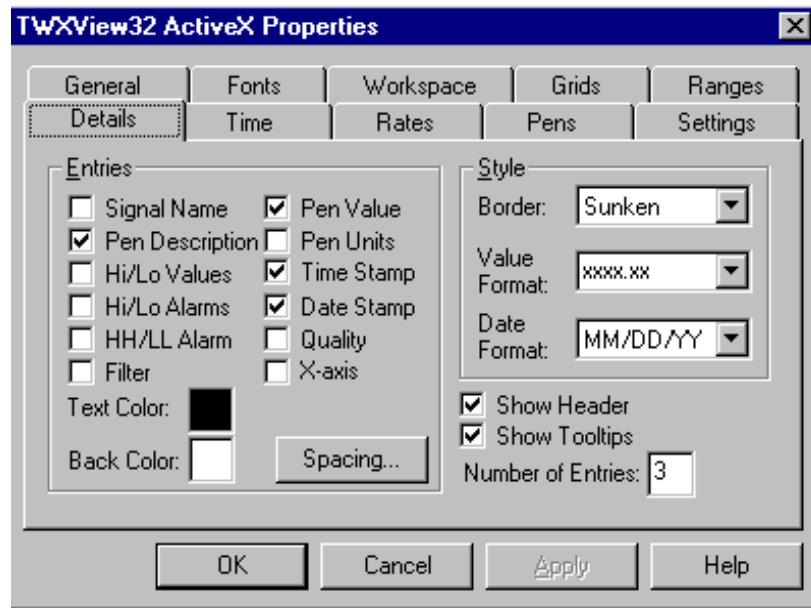 TWXView32 ActiveX Properties
General Fonts Workspace Grids Ranges
Details Time Rates Pens Settings
Entries
Signal Name Pen Value
Pen Description Pen Units
Hi/Lo Values Time Stamp
Hi/Lo Alarms Date Stamp
HH/LL Alarm Quality
Filter X-axis
Text Color:
Back Color: Spacing...
Style
Border: Sunken
Value
Format: xxxx.xx
Date
Format: MM/DD/YY
Show Header
Show Tooltips
Number of Entries: 3
OK Cancel Apply Help